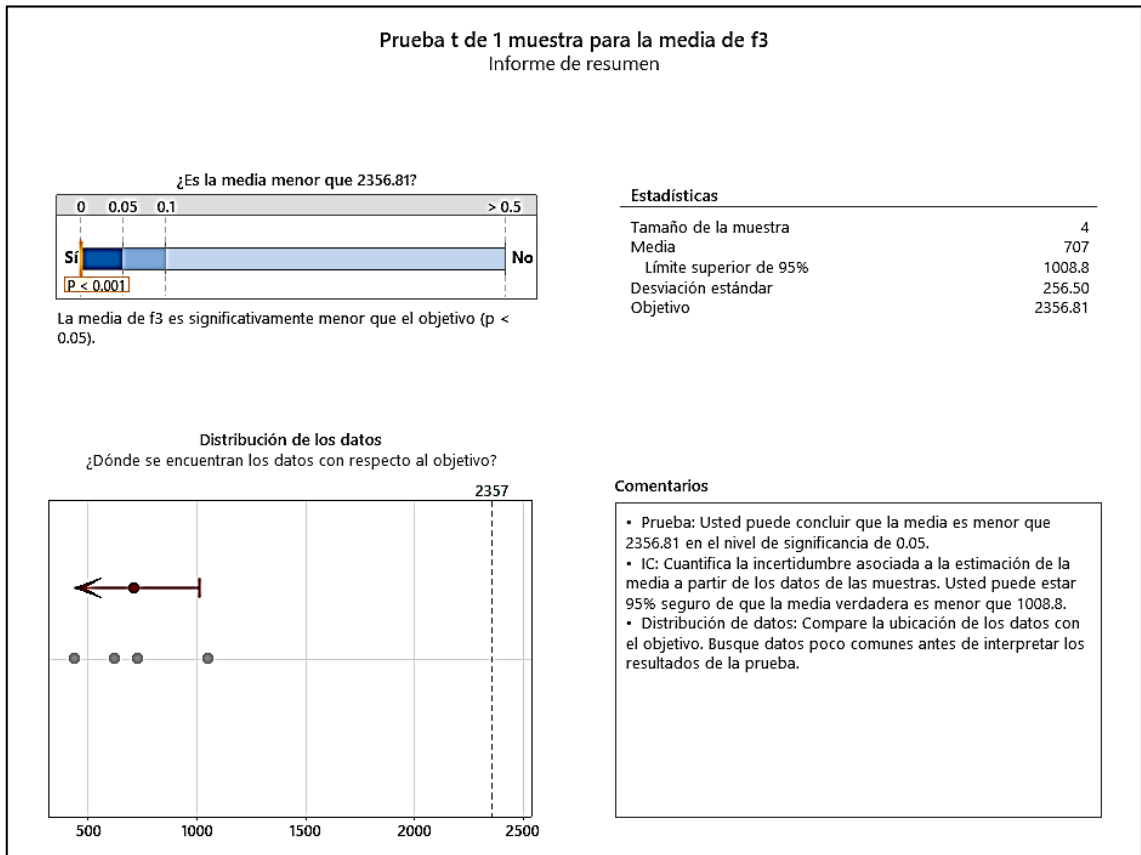 Prueba t de 1 muestra para la media de f3
Informe de resumen
¿Es la media menor que 2356.81?
0 0.05 0.1 > 0.5
Sí No
P < 0.001
La media de f3 es significativamente menor que el objetivo (p <
0.05).
Estadísticas
Tamaño de la muestra 4
Media 707
Límite superior de 95% 1008.8
Desviación estándar 256.50
Objetivo 2356.81
Distribución de los datos
¿Dónde se encuentran los datos con respecto al objetivo?
2357
500 1000 1500 2000 2500
Comentarios
• Prueba: Usted puede concluir que la media es menor que
2356.81 en el nivel de significancia de 0.05.
• IC: Cuantifica la incertidumbre asociada a la estimación de la
media a partir de los datos de las muestras. Usted puede estar
95% seguro de que la media verdadera es menor que 1008.8.
• Distribución de datos: Compare la ubicación de los datos con
el objetivo. Busque datos poco comunes antes de interpretar los
resultados de la prueba.